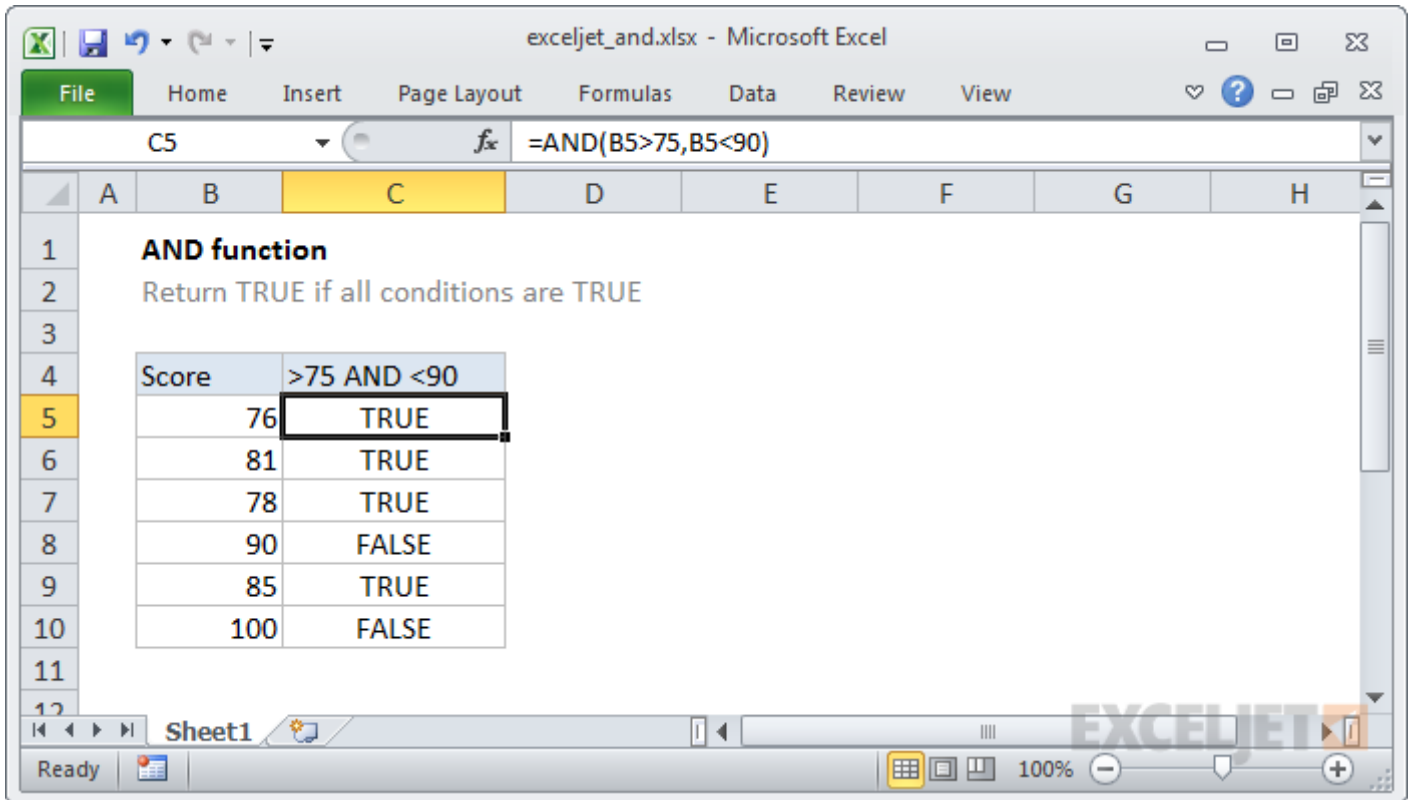 exceljet_and.xlsx - Microsoft Excel
File Home Insert Page Layout Formulas Data Review View
C5 fx =AND(B5>75,B5<90)
A B C D E F G H
1 AND function
2 Return TRUE if all conditions are TRUE
3
4 Score >75 AND <90
5 76 TRUE
6 81 TRUE
7 78 TRUE
8 90 FALSE
9 85 TRUE
10 100 FALSE
11
12
Sheet1
EXCELJET
Ready 100%